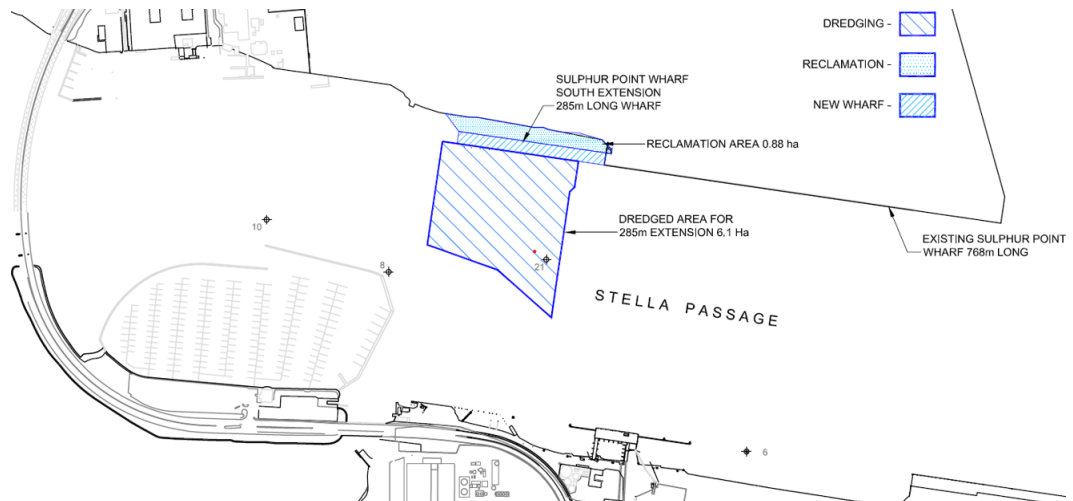 DREDGING -
RECLAMATION -
NEW WHARF -
SULPHUR POINT WHARF
SOUTH EXTENSION
285m LONG WHARF
RECLAMATION AREA 0.88 ha
DREDGED AREA FOR
285m EXTENSION 6.1 Ha
EXISTING SULPHUR POINT
WHARF 768m LONG
10
8
21
STELLA PASSAGE
6